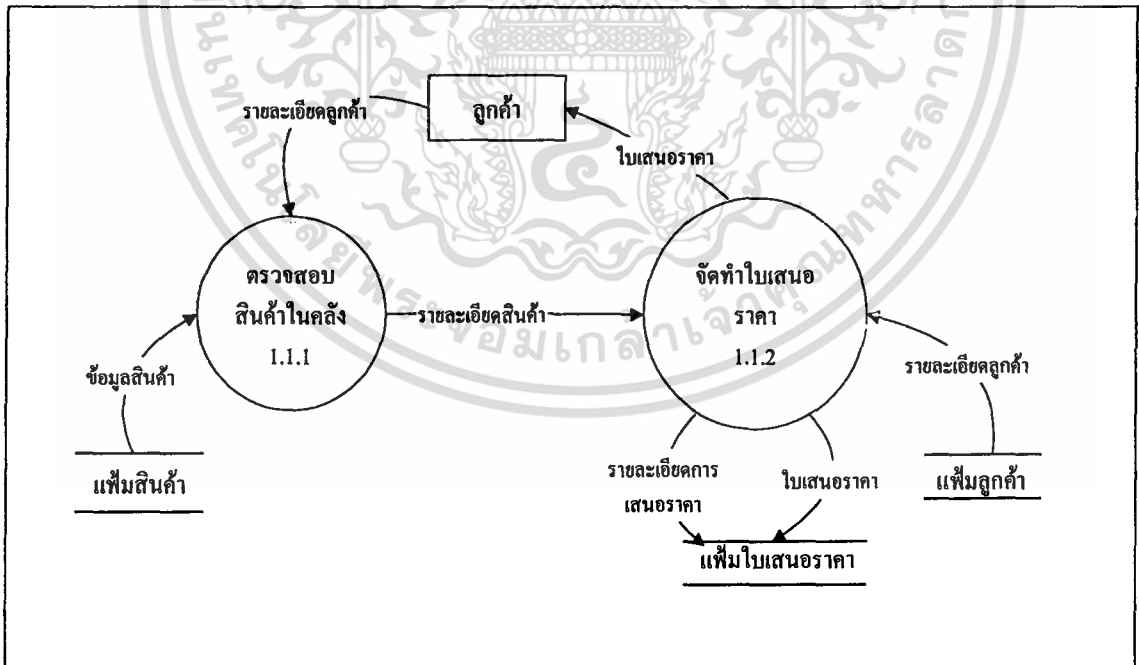 รายละเอียดลูกค้า
ลูกค้า
ใบเสนอราคา
ตรวจสอบ
สินค้าในคลัง
1.1.1
รายละเอียดสินค้า
จัดทำใบเสนอ
ราคา
1.1.2
ข้อมูลสินค้า
รายละเอียดลูกค้า
แฟ้มสินค้า
รายละเอียดการ
เสนอราคา
ใบเสนอราคา
แฟ้มลูกค้า
แฟ้มใบเสนอราคา